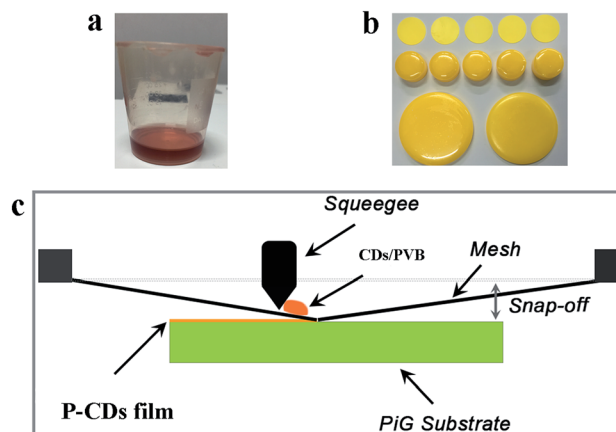 a
b
c
Squeegee
CDs/PVB
Mesh
Snap-off
P-CDs film
PiG Substrate